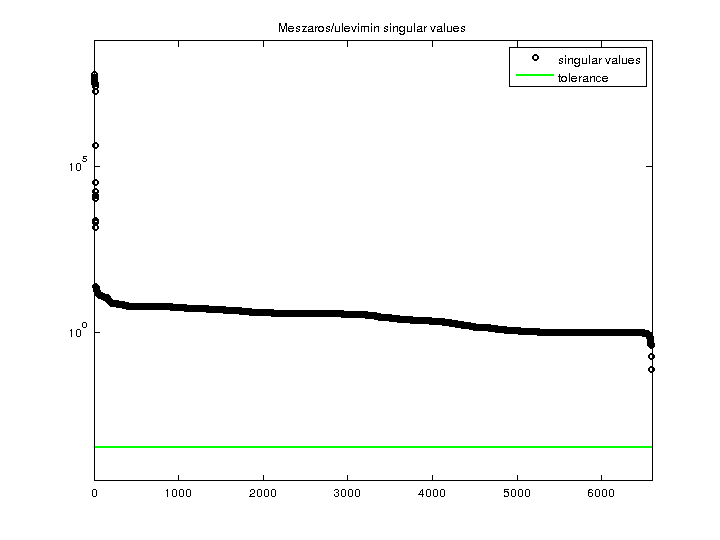 Meszaros/ulevimin singular values
singular values
tolerance
10^5
10^0
0 1000 2000 3000 4000 5000 6000